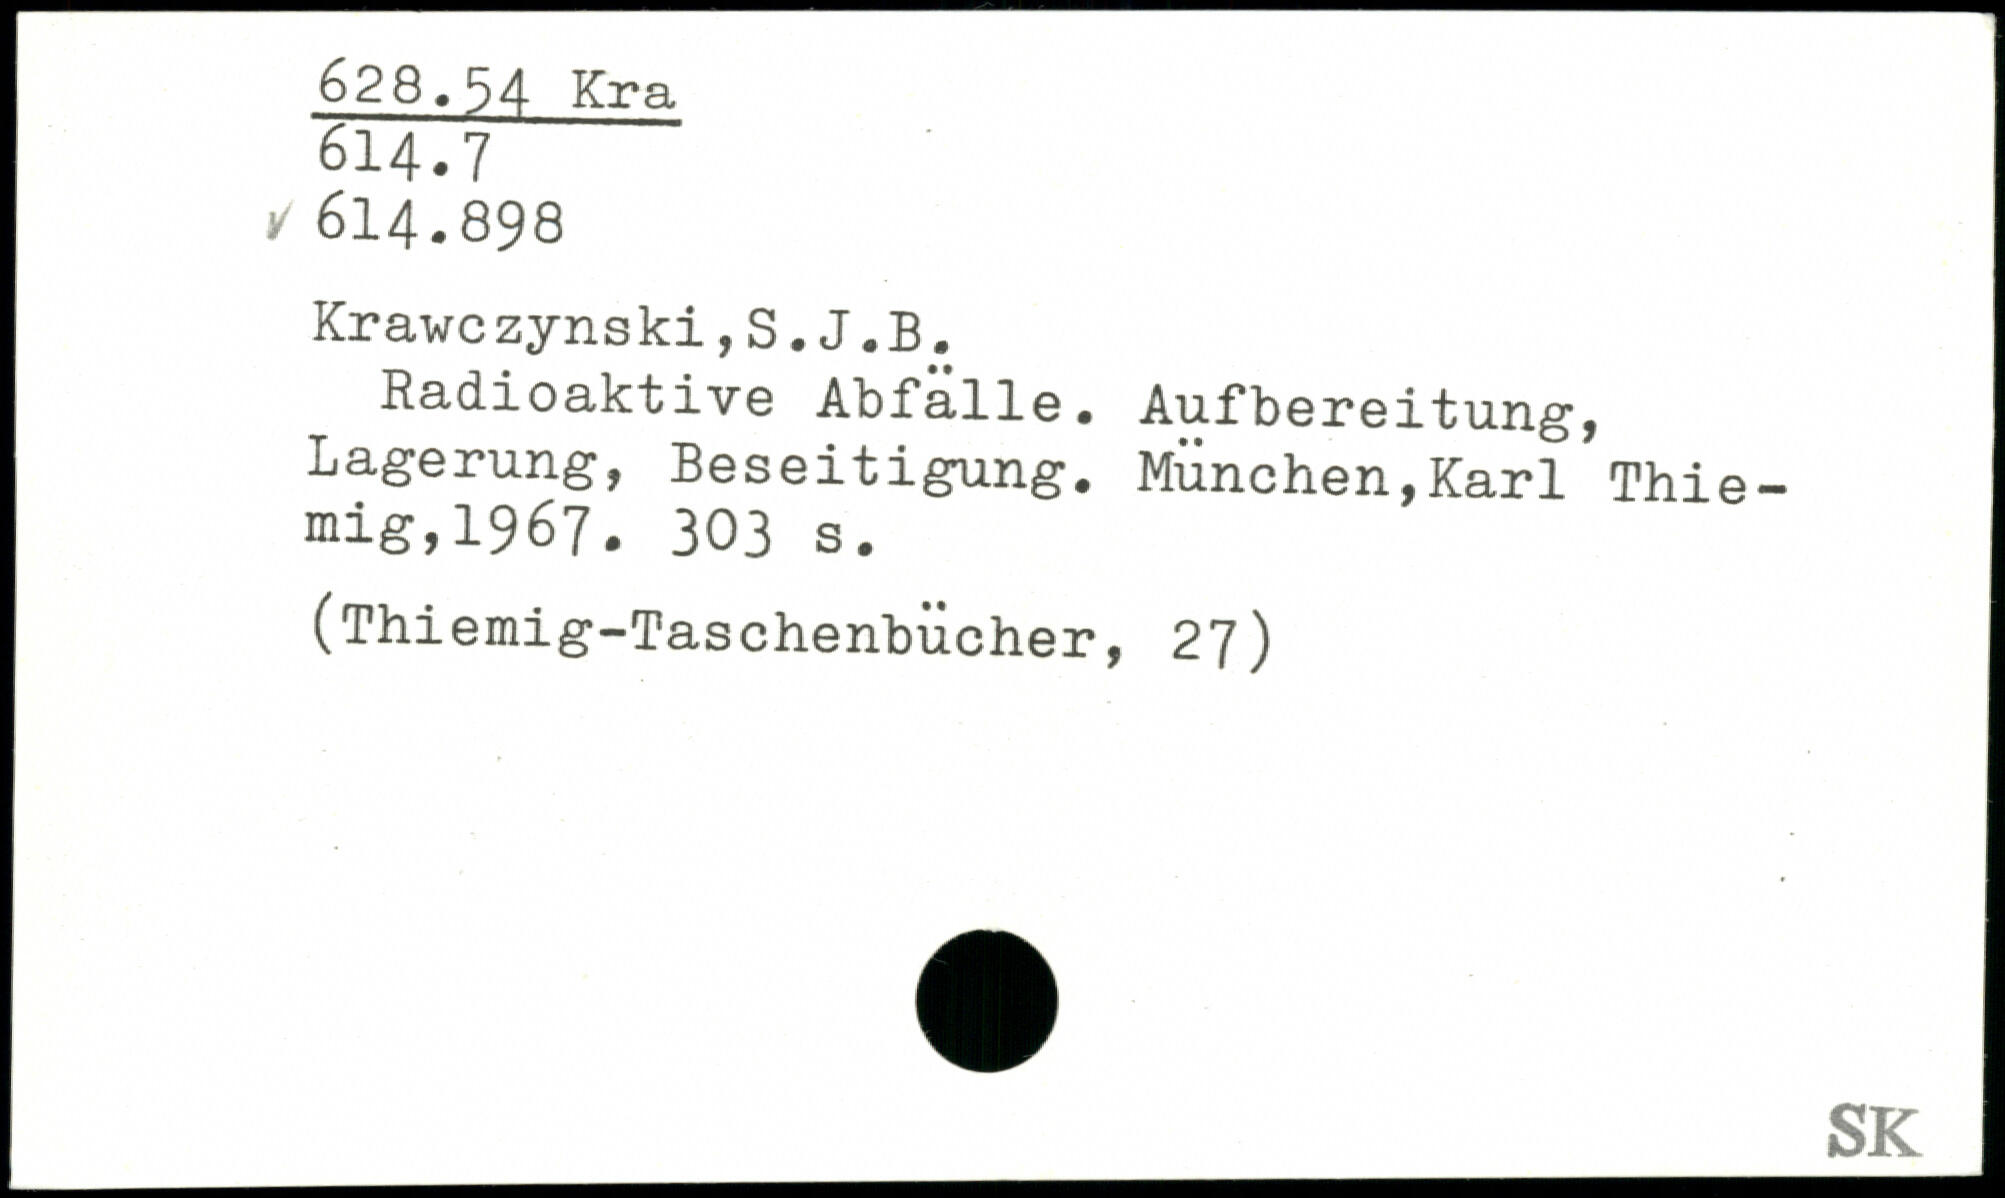 628.54 Kra
614.7
✓ 614.898
Krawczynski,S.J.B.
Radioaktive Abfälle. Aufbereitung,
Lagerung, Beseitigung. München,Karl Thie-
mig,1967. 303 s.
(Thiemig-Taschenbücher, 27)
SK